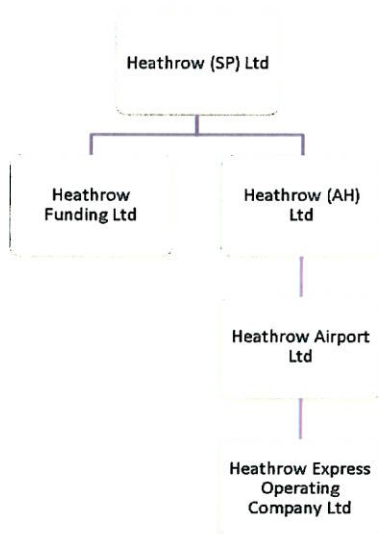 Heathrow (SP) Ltd
Heathrow
Funding Ltd
Heathrow (AH)
Ltd
Heathrow Airport
Ltd
Heathrow Express
Operating
Company Ltd